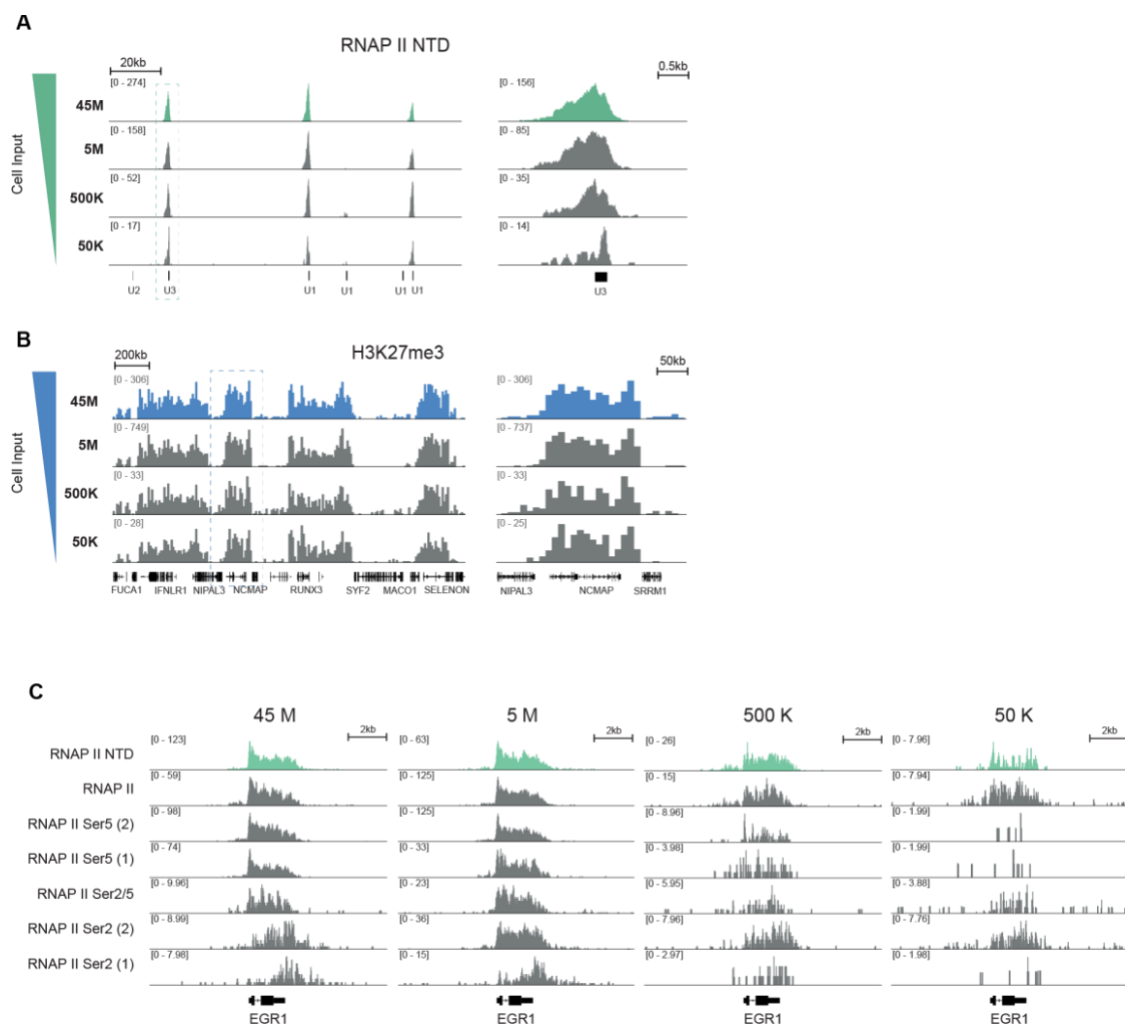 A
RNAP II NTD
20kb
0.5kb
Cell Input
45M
[0 - 274]
[0 - 156]
5M
[0 - 158]
[0 - 85]
500K
[0 - 52]
[0 - 35]
50K
[0 - 17]
[0 - 14]
U2 U3 U1 U1 U1 U1
U3
B
H3K27me3
200kb
50kb
Cell Input
45M
[0 - 306]
[0 - 306]
5M
[0 - 749]
[0 - 737]
500K
[0 - 33]
[0 - 33]
50K
[0 - 28]
[0 - 25]
FUCA1 IFNLR1 NIPAL3 NCMAP RUNX3 SYF2 MACO1 SELENON
NIPAL3 NCMAP SRRM1
C
45 M 5 M 500 K 50 K
2kb 2kb 2kb 2kb
RNAP II NTD
[0 - 123] [0 - 63] [0 - 26] [0 - 7.96]
RNAP II
[0 - 59] [0 - 125] [0 - 15] [0 - 7.94]
RNAP II Ser5 (2)
[0 - 98] [0 - 125] [0 - 8.96] [0 - 1.99]
RNAP II Ser5 (1)
[0 - 74] [0 - 33] [0 - 3.98] [0 - 1.99]
RNAP II Ser2/5
[0 - 9.96] [0 - 23] [0 - 5.95] [0 - 3.88]
RNAP II Ser2 (2)
[0 - 8.99] [0 - 36] [0 - 7.96] [0 - 7.76]
RNAP II Ser2 (1)
[0 - 7.98] [0 - 15] [0 - 2.97] [0 - 1.98]
EGR1 EGR1 EGR1 EGR1